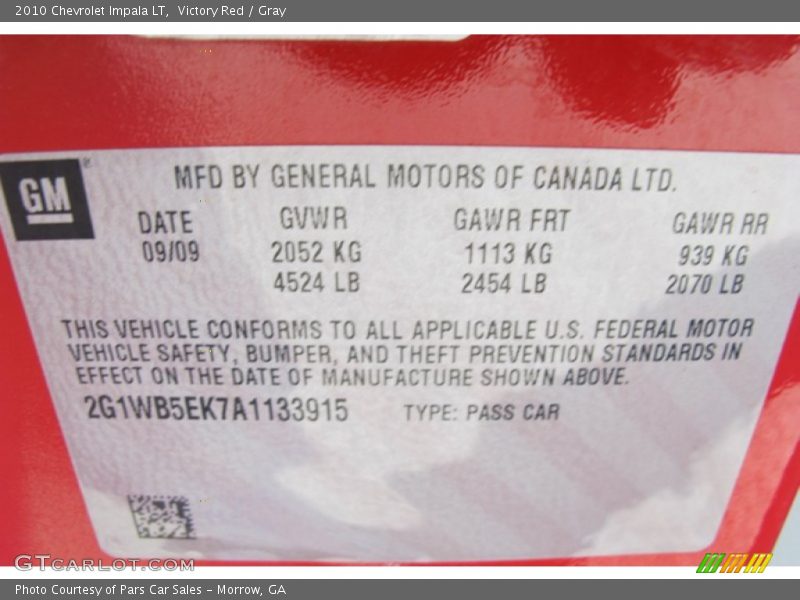 2010 Chevrolet Impala LT, Victory Red / Gray
GM
MFD BY GENERAL MOTORS OF CANADA LTD.
DATE GVWR GAWR FRT GAWR RR
09/09 2052 KG 1113 KG 939 KG
4524 LB 2454 LB 2070 LB
THIS VEHICLE CONFORMS TO ALL APPLICABLE U.S. FEDERAL MOTOR
VEHICLE SAFETY, BUMPER, AND THEFT PREVENTION STANDARDS IN
EFFECT ON THE DATE OF MANUFACTURE SHOWN ABOVE.
2G1WB5EK7A1133915 TYPE: PASS CAR
GTCARLOT.COM
Photo Courtesy of Pars Car Sales - Morrow, GA